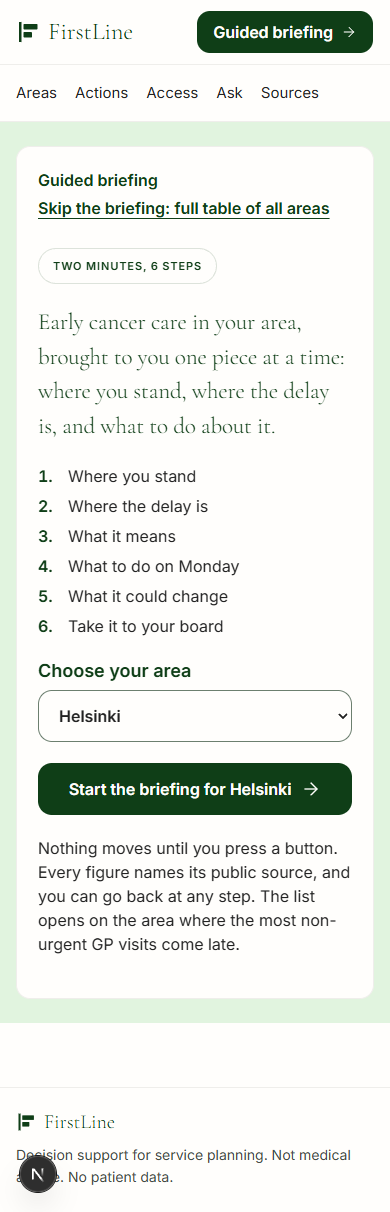 FirstLine
Guided briefing →
Areas Actions Access Ask Sources
Guided briefing
Skip the briefing: full table of all areas
TWO MINUTES, 6 STEPS
Early cancer care in your area,
brought to you one piece at a time:
where you stand, where the delay
is, and what to do about it.
1. Where you stand
2. Where the delay is
3. What it means
4. What to do on Monday
5. What it could change
6. Take it to your board
Choose your area
Helsinki
Start the briefing for Helsinki →
Nothing moves until you press a button.
Every figure names its public source, and
you can go back at any step. The list
opens on the area where the most non-
urgent GP visits come late.
FirstLine
Decision support for service planning. Not medical
N
No patient data.